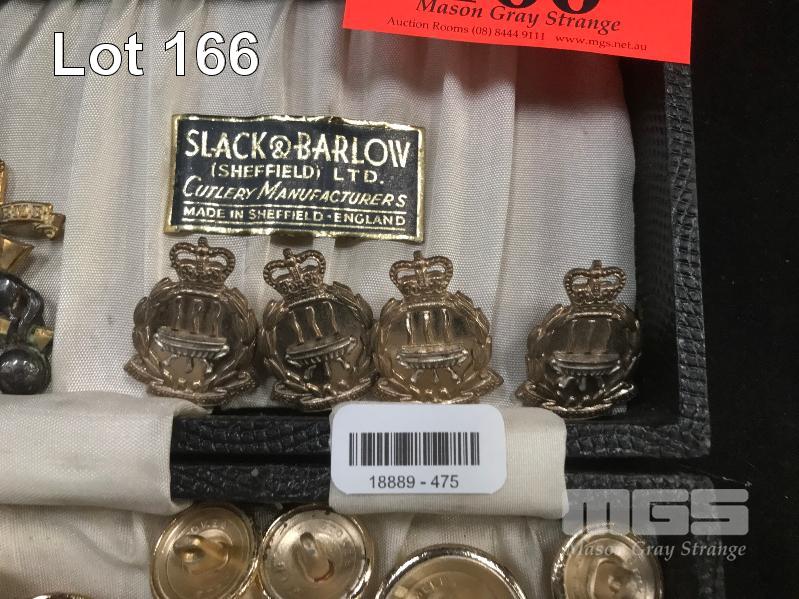 Lot 166
166
Mason Gray Strange
Auction Rooms (08) 8444 9111 www.mgs.net.au
SLACK & BARLOW
(SHEFFIELD) LTD.
CUTLERY MANUFACTURERS
MADE IN SHEFFIELD - ENGLAND
18889 - 475
MGS
Mason Gray Strange